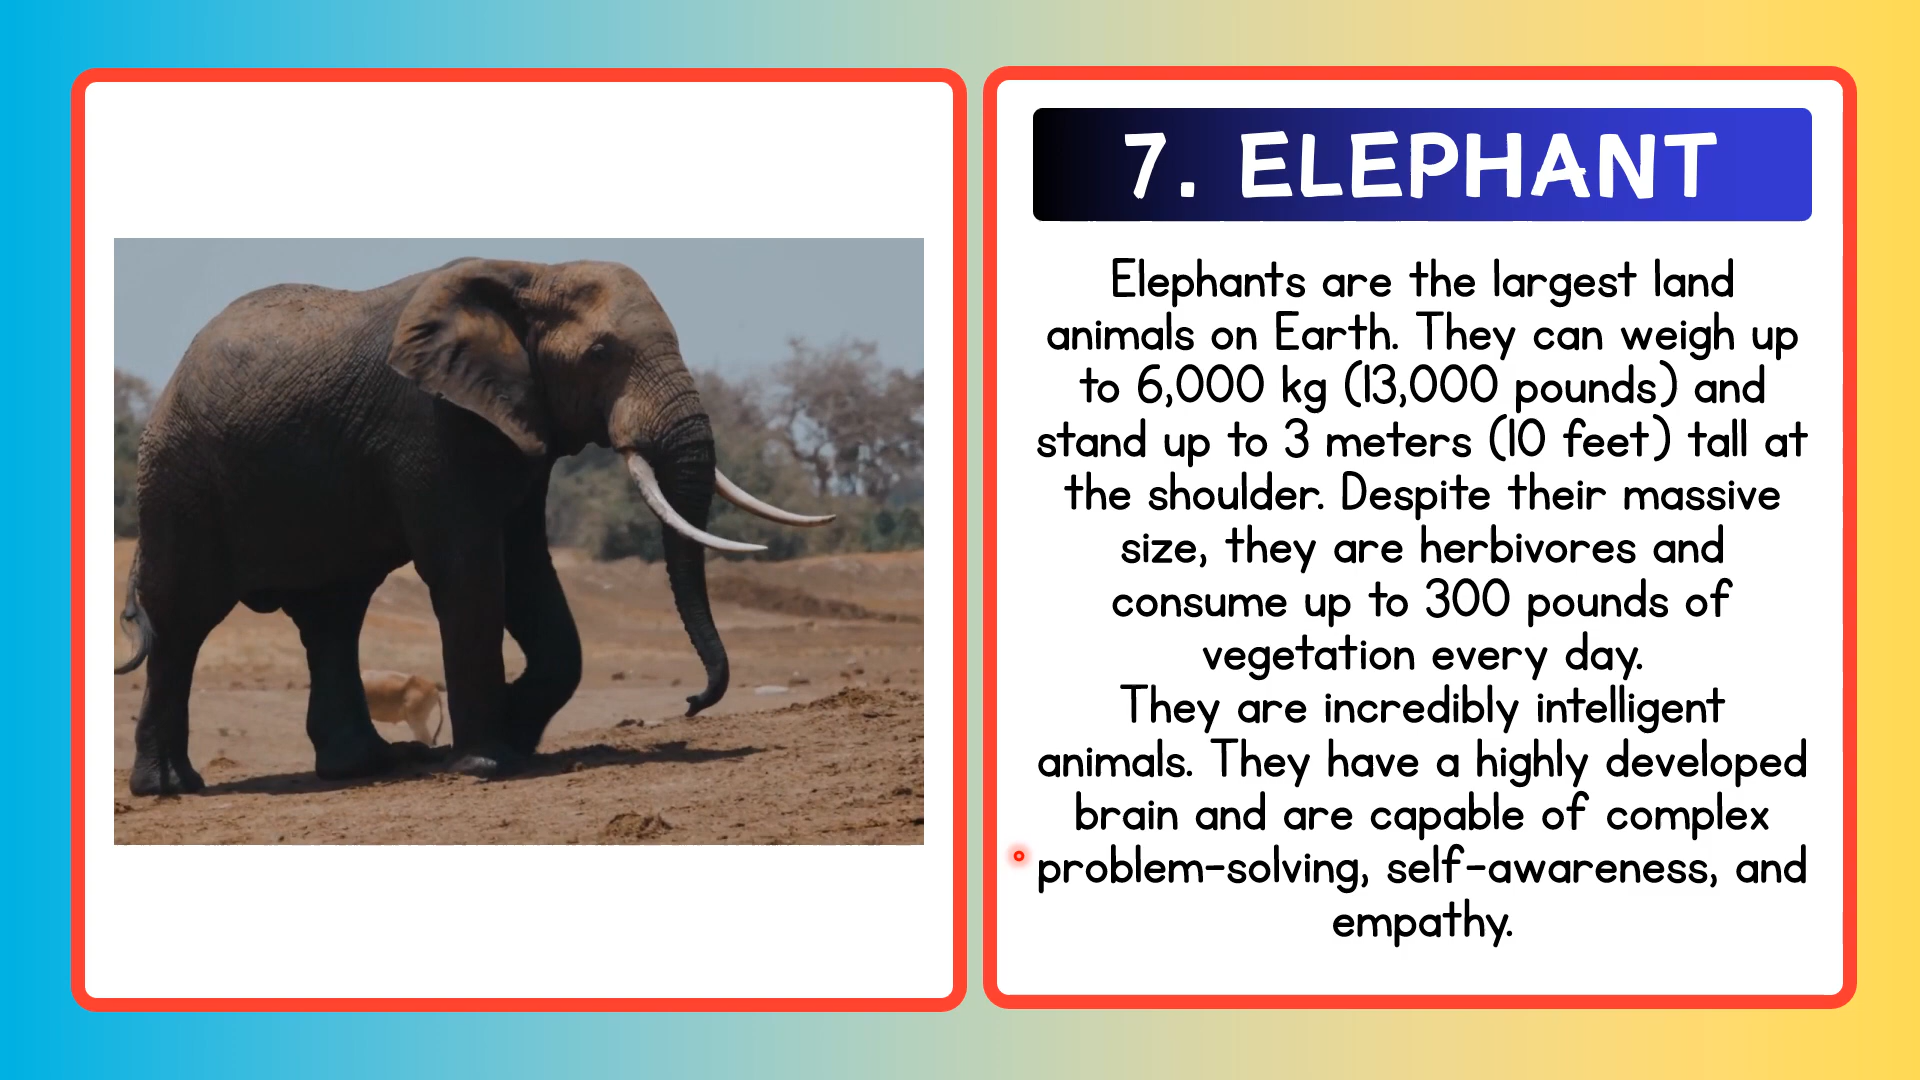 7. ELEPHANT
Elephants are the largest land
animals on Earth. They can weigh up
to 6,000 kg (13,000 pounds) and
stand up to 3 meters (10 feet) tall at
the shoulder. Despite their massive
size, they are herbivores and
consume up to 300 pounds of
vegetation every day.
They are incredibly intelligent
animals. They have a highly developed
brain and are capable of complex
problem-solving, self-awareness, and
empathy.